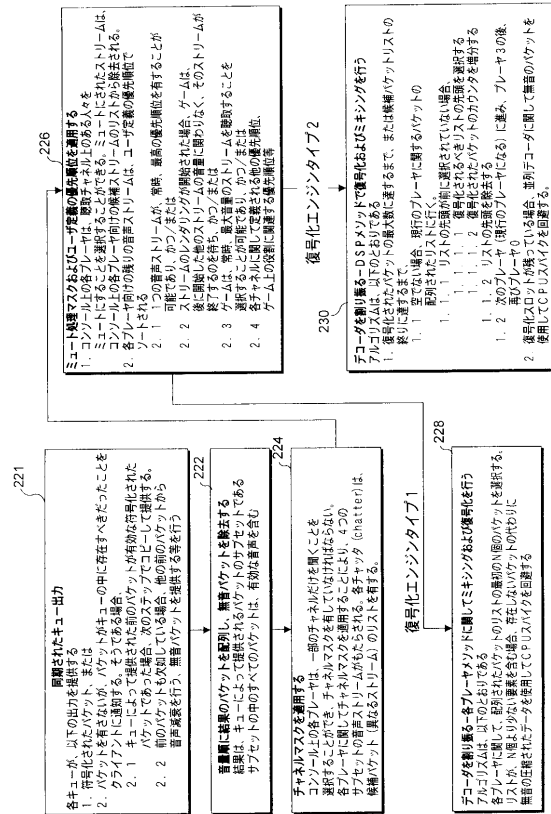 221
同期されたキュー出力
各キューが、以下の出力を提供する
1. 符号化されたパケット、または
2. パケットを有さないが、パケットがキューの中に存在すべきだったことを
クライアントに通知する。そうである場合、
2. 1 キューによって提供された前のパケットが有効な符号化された
パケットであった場合、次のステップでコピーして提供する。
2. 2 前のパケットも欠如している場合、他の前のパケットから
音声減衰を行う、無音パケットを提供する等を行う
222
音量順に結果のパケットを配列し、無音パケットを除去する
結果は、キューによって提供されるパケットのサブセットである
サブセットの中のすべてのパケットは、有効な音声を含む
224
チャネルマスクを適用する
コンソール上の各プレーヤは、一部のチャネルだけを聞くことを
選択することができ、チャネルマスクを有していなければならない。
各プレーヤに関してチャネルマスクを適用することにより、4つの
サブセットの音声ストリームがもたらされる。各チャッタ (chatter) は、
候補パケット (異なるストリーム) のリストを有する。
226
ミュート処理マスクおよびユーザ定義の優先順位を適用する
1. コンソール上の各プレーヤは、聴取チャネル上のある人々を
ミュートにすることを選択することができる。ミュートにされたストリームは、
コンソール上の各プレーヤ向けの候補ストリームのリストから除去される。
2. 各プレーヤ向けの残りの音声ストリームは、ユーザ定義の優先順位で
ソートされる
2. 1 1つの音声ストリームが、常時、最高の優先順位を有することが
可能であり、かつ/または
2. 2 ストリームのレンダリングが開始された場合、ゲームは、
後に開始した他のストリームの音量に関わりなく、そのストリームが
終了するのを待ち、かつ/または
2. 3 ゲームは、常時、最大音量のストリームを聴取することを
選択することが可能であり、かつ/または
2. 4 各チャネルに関して定義される他の優先順位、
ゲーム上の役割に関連する優先順位等
復号化エンジンタイプ1
228
デコーダを割り振る－各プレーヤメソッドに関してミキシングおよび復号化を行う
アルゴリズムは、以下のとおりである
各プレーヤに関して、配列されたパケットのリストの最初のN個のパケットを選択する。
リストが、N個より少ない要素を含む場合、存在しないパケットの代わりに
無音の圧縮されたデータを使用してCPUスパイクを回避する
復号化エンジンタイプ2
230
デコーダを割り振る－DSPメソッドで復号化およびミキシングを行う
アルゴリズムは、以下のとおりである
1. 復号化されたパケットの最大数に達するまで、または候補パケットリストの
終りに達するまで、
1. 1 空でない場合、現行のプレーヤに関するパケットの
配列されたリストに行く。
1. 1. 1 リストの先頭が前に選択されていない場合、
1. 1. 1. 1 復号化されるべきリストの先頭を選択する
1. 1. 1. 2 復号化されたパケットのカウンタを増分する
1. 1. 2 リストの先頭を除去する
1. 2 次のプレーヤ (現行のプレーヤになる) に進み、プレーヤ3の後、
再びプレーヤ0
2. 復号化スロットが残っている場合、並列デコーダに関して無音のパケットを
使用してCPUスパイクを回避する。